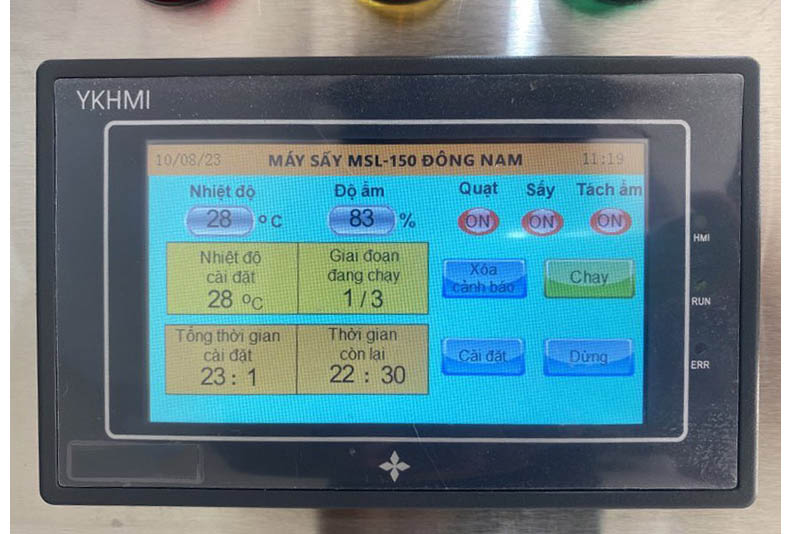 YKHMI
10/08/23 MÁY SẤY MSL-150 ĐÔNG NAM 11:19
Nhiệt độ Độ ẩm Quạt Sấy Tách ẩm
28 ºC 83 % ON ON ON
HMI
Nhiệt độ
cài đặt
28 ºC
Giai đoạn
đang chạy
1/3
Xóa
cảnh báo
Chạy
RUN
Tổng thời gian
cài đặt
23 : 1
Thời gian
còn lại
22 : 30
Cài đặt
Dừng
ERR